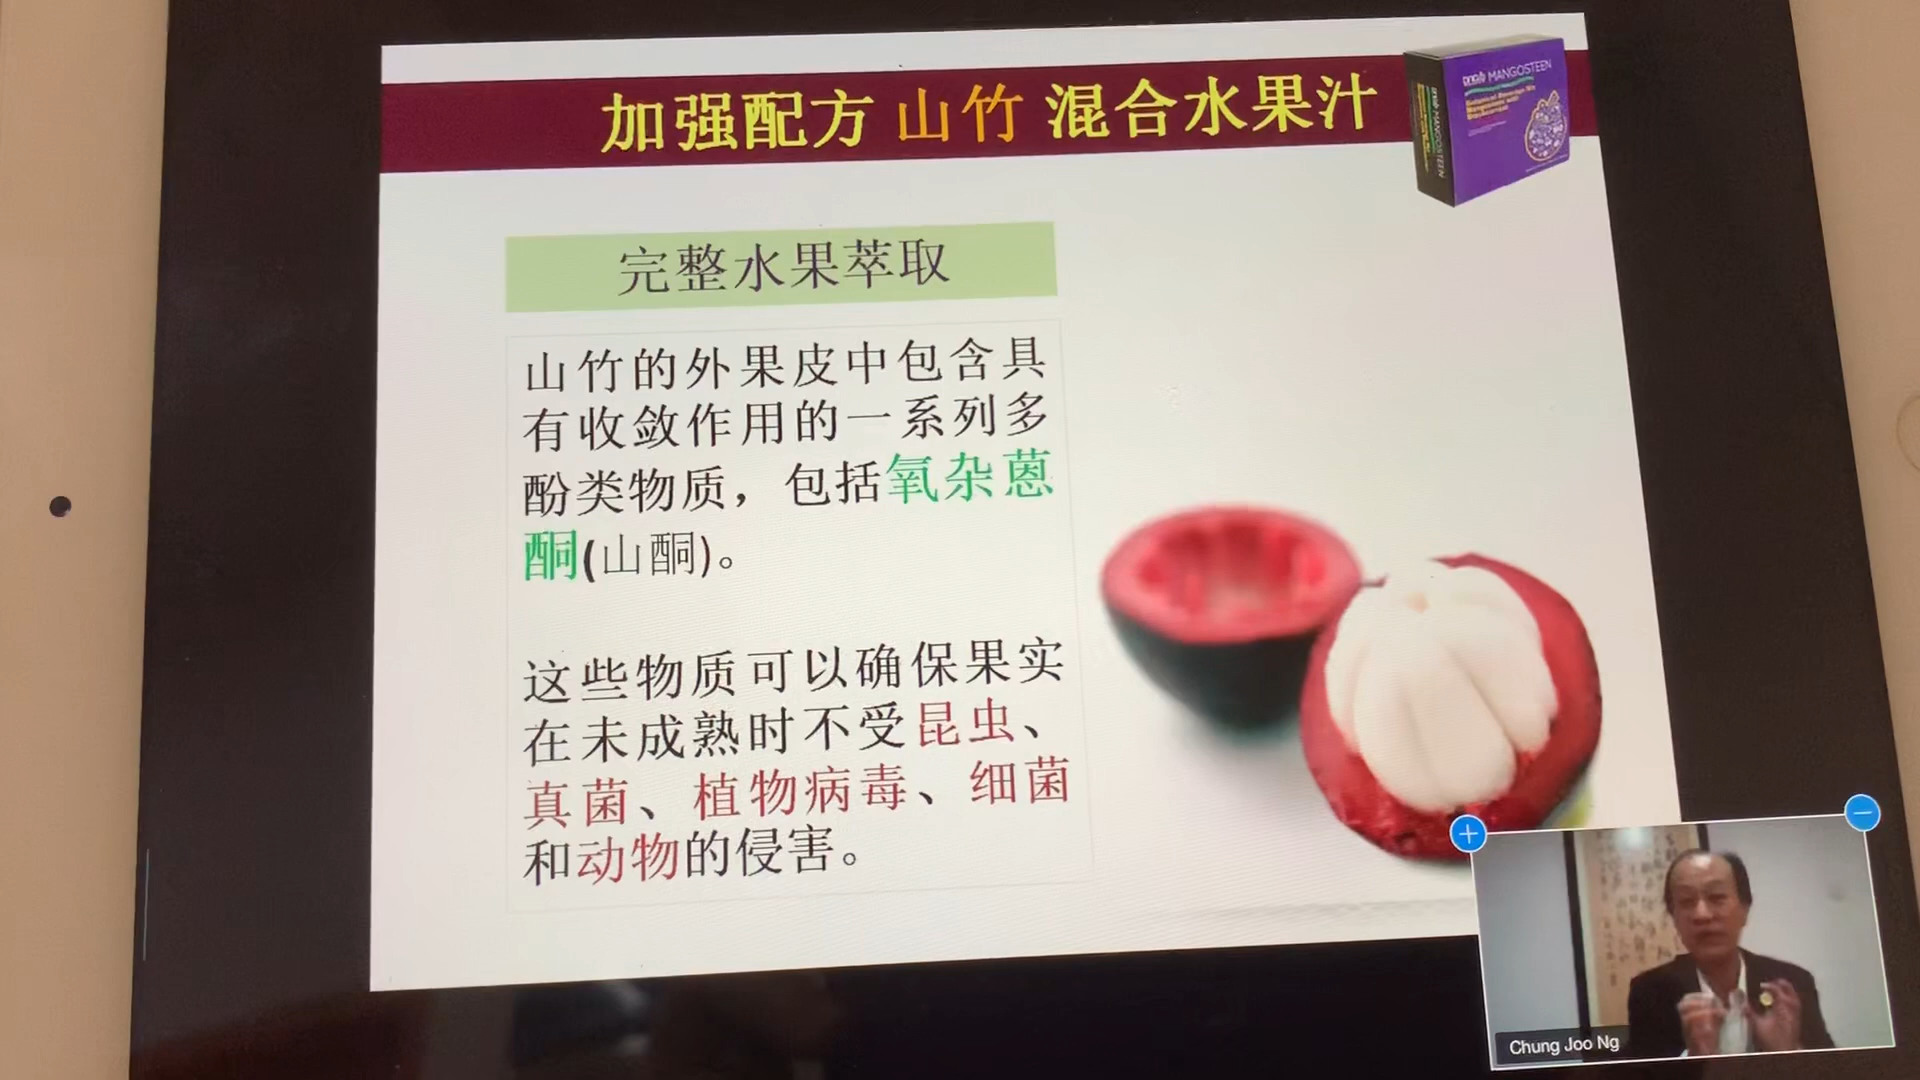 加强配方 山竹 混合水果汁
MANGOSTEEN
MANGOSTEEN
完整水果萃取
山竹的外果皮中包含具
有收敛作用的一系列多
酚类物质，包括氧杂蒽
酮(山酮)。
这些物质可以确保果实
在未成熟时不受昆虫、
真菌、植物病毒、细菌
和动物的侵害。
Chung Joo Ng